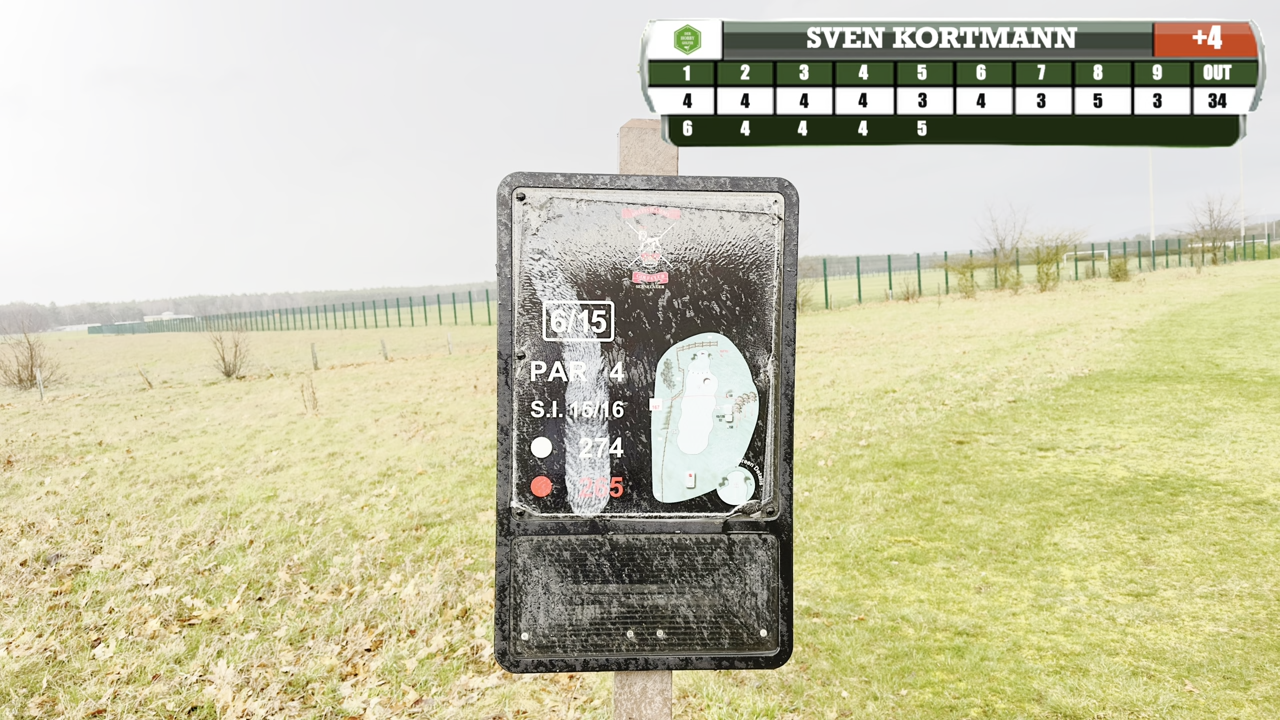 SVEN KORTMANN +4
1 2 3 4 5 6 7 8 9 OUT
4 4 4 4 3 4 3 5 3 34
6 4 4 4 5
6/15
PAR 4
S.I. 15/16
274